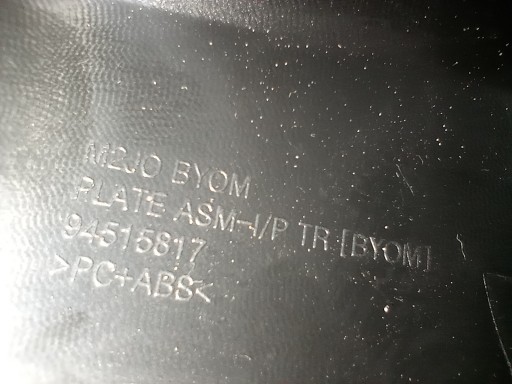 M2JO BYOM
PLATE ASM-I/P TR [BYOM]
94515817
>PC+ABS<